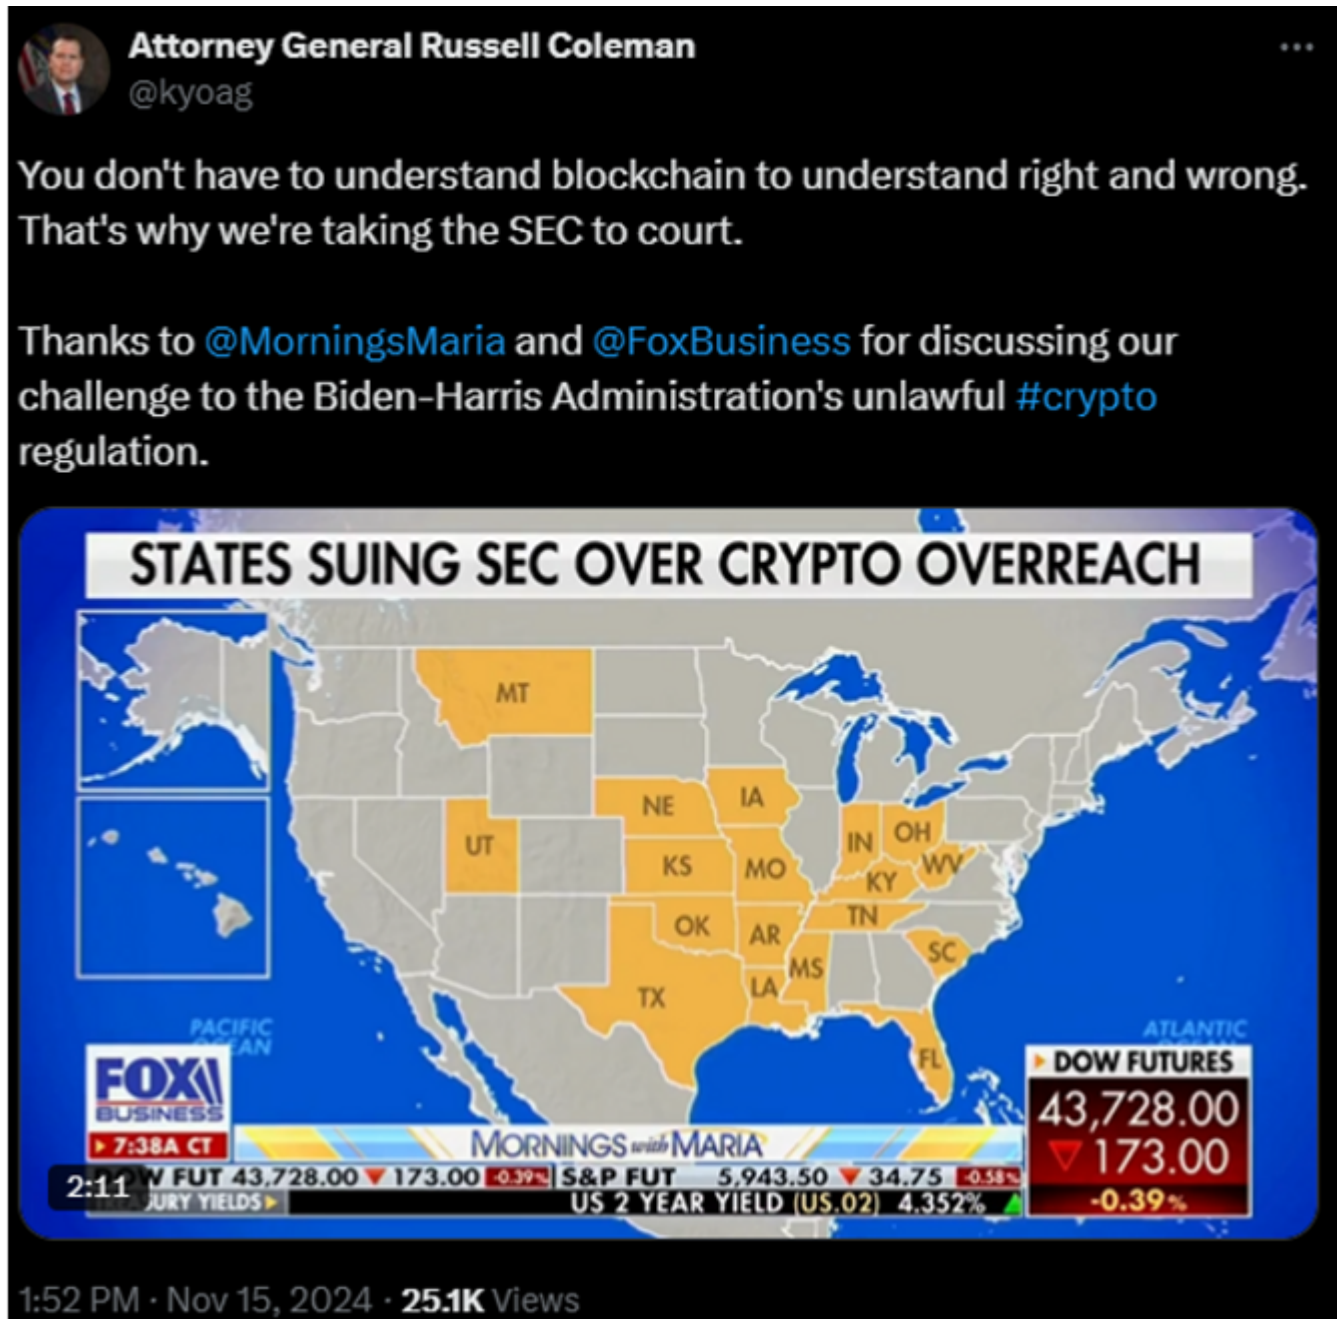 Attorney General Russell Coleman
@kyoag
You don't have to understand blockchain to understand right and wrong.
That's why we're taking the SEC to court.
Thanks to @MorningsMaria and @FoxBusiness for discussing our
challenge to the Biden-Harris Administration's unlawful #crypto
regulation.
STATES SUING SEC OVER CRYPTO OVERREACH
MT
NE
IA
UT
KS
MO
IN
OH
WV
KY
OK
AR
TN
SC
TX
LA
MS
FL
PACIFIC
ATLANTIC
FOX
BUSINESS
7:38A CT
MORNINGS with MARIA
DOW FUTURES
43,728.00
▼ 173.00
-0.39%
FUT 43,728.00 ▼ 173.00 -0.39% S&P FUT 5,943.50 ▼ 34.75 -0.58%
2:11
YIELDS US 2 YEAR YIELD (US.02) 4.352% ▲
1:52 PM · Nov 15, 2024 · 25.1K Views